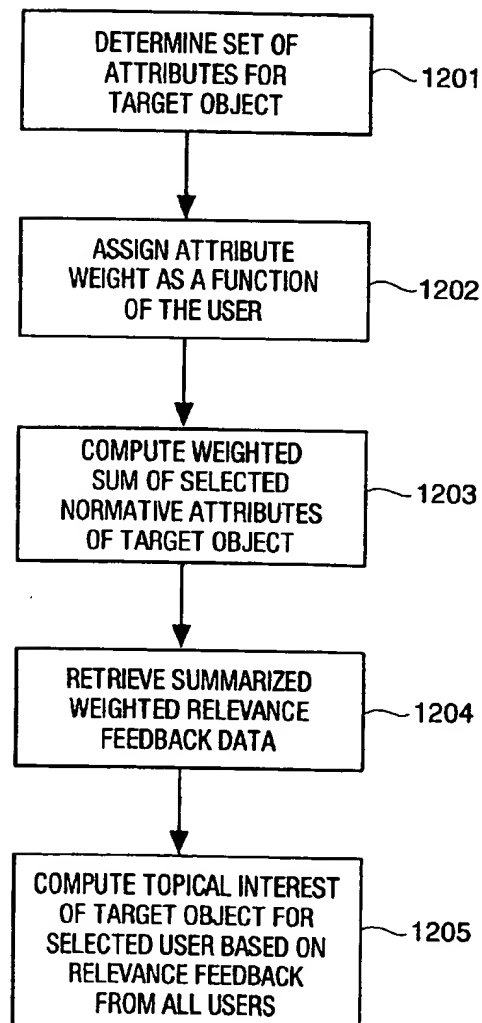 DETERMINE SET OF
ATTRIBUTES FOR
TARGET OBJECT
1201
ASSIGN ATTRIBUTE
WEIGHT AS A FUNCTION
OF THE USER
1202
COMPUTE WEIGHTED
SUM OF SELECTED
NORMATIVE ATTRIBUTES
OF TARGET OBJECT
1203
RETRIEVE SUMMARIZED
WEIGHTED RELEVANCE
FEEDBACK DATA
1204
COMPUTE TOPICAL INTEREST
OF TARGET OBJECT FOR
SELECTED USER BASED ON
RELEVANCE FEEDBACK
FROM ALL USERS
1205